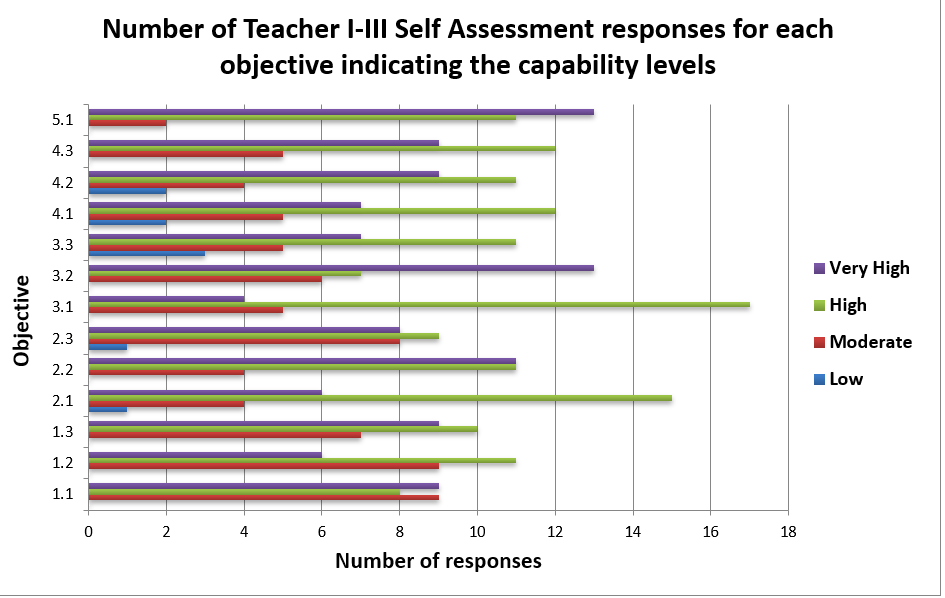 Number of Teacher I-III Self Assessment responses for each
objective indicating the capability levels
Objective
5.1
4.3
4.2
4.1
3.3
3.2
3.1
2.3
2.2
2.1
1.3
1.2
1.1
0 2 4 6 8 10 12 14 16 18
Number of responses
Very High
High
Moderate
Low